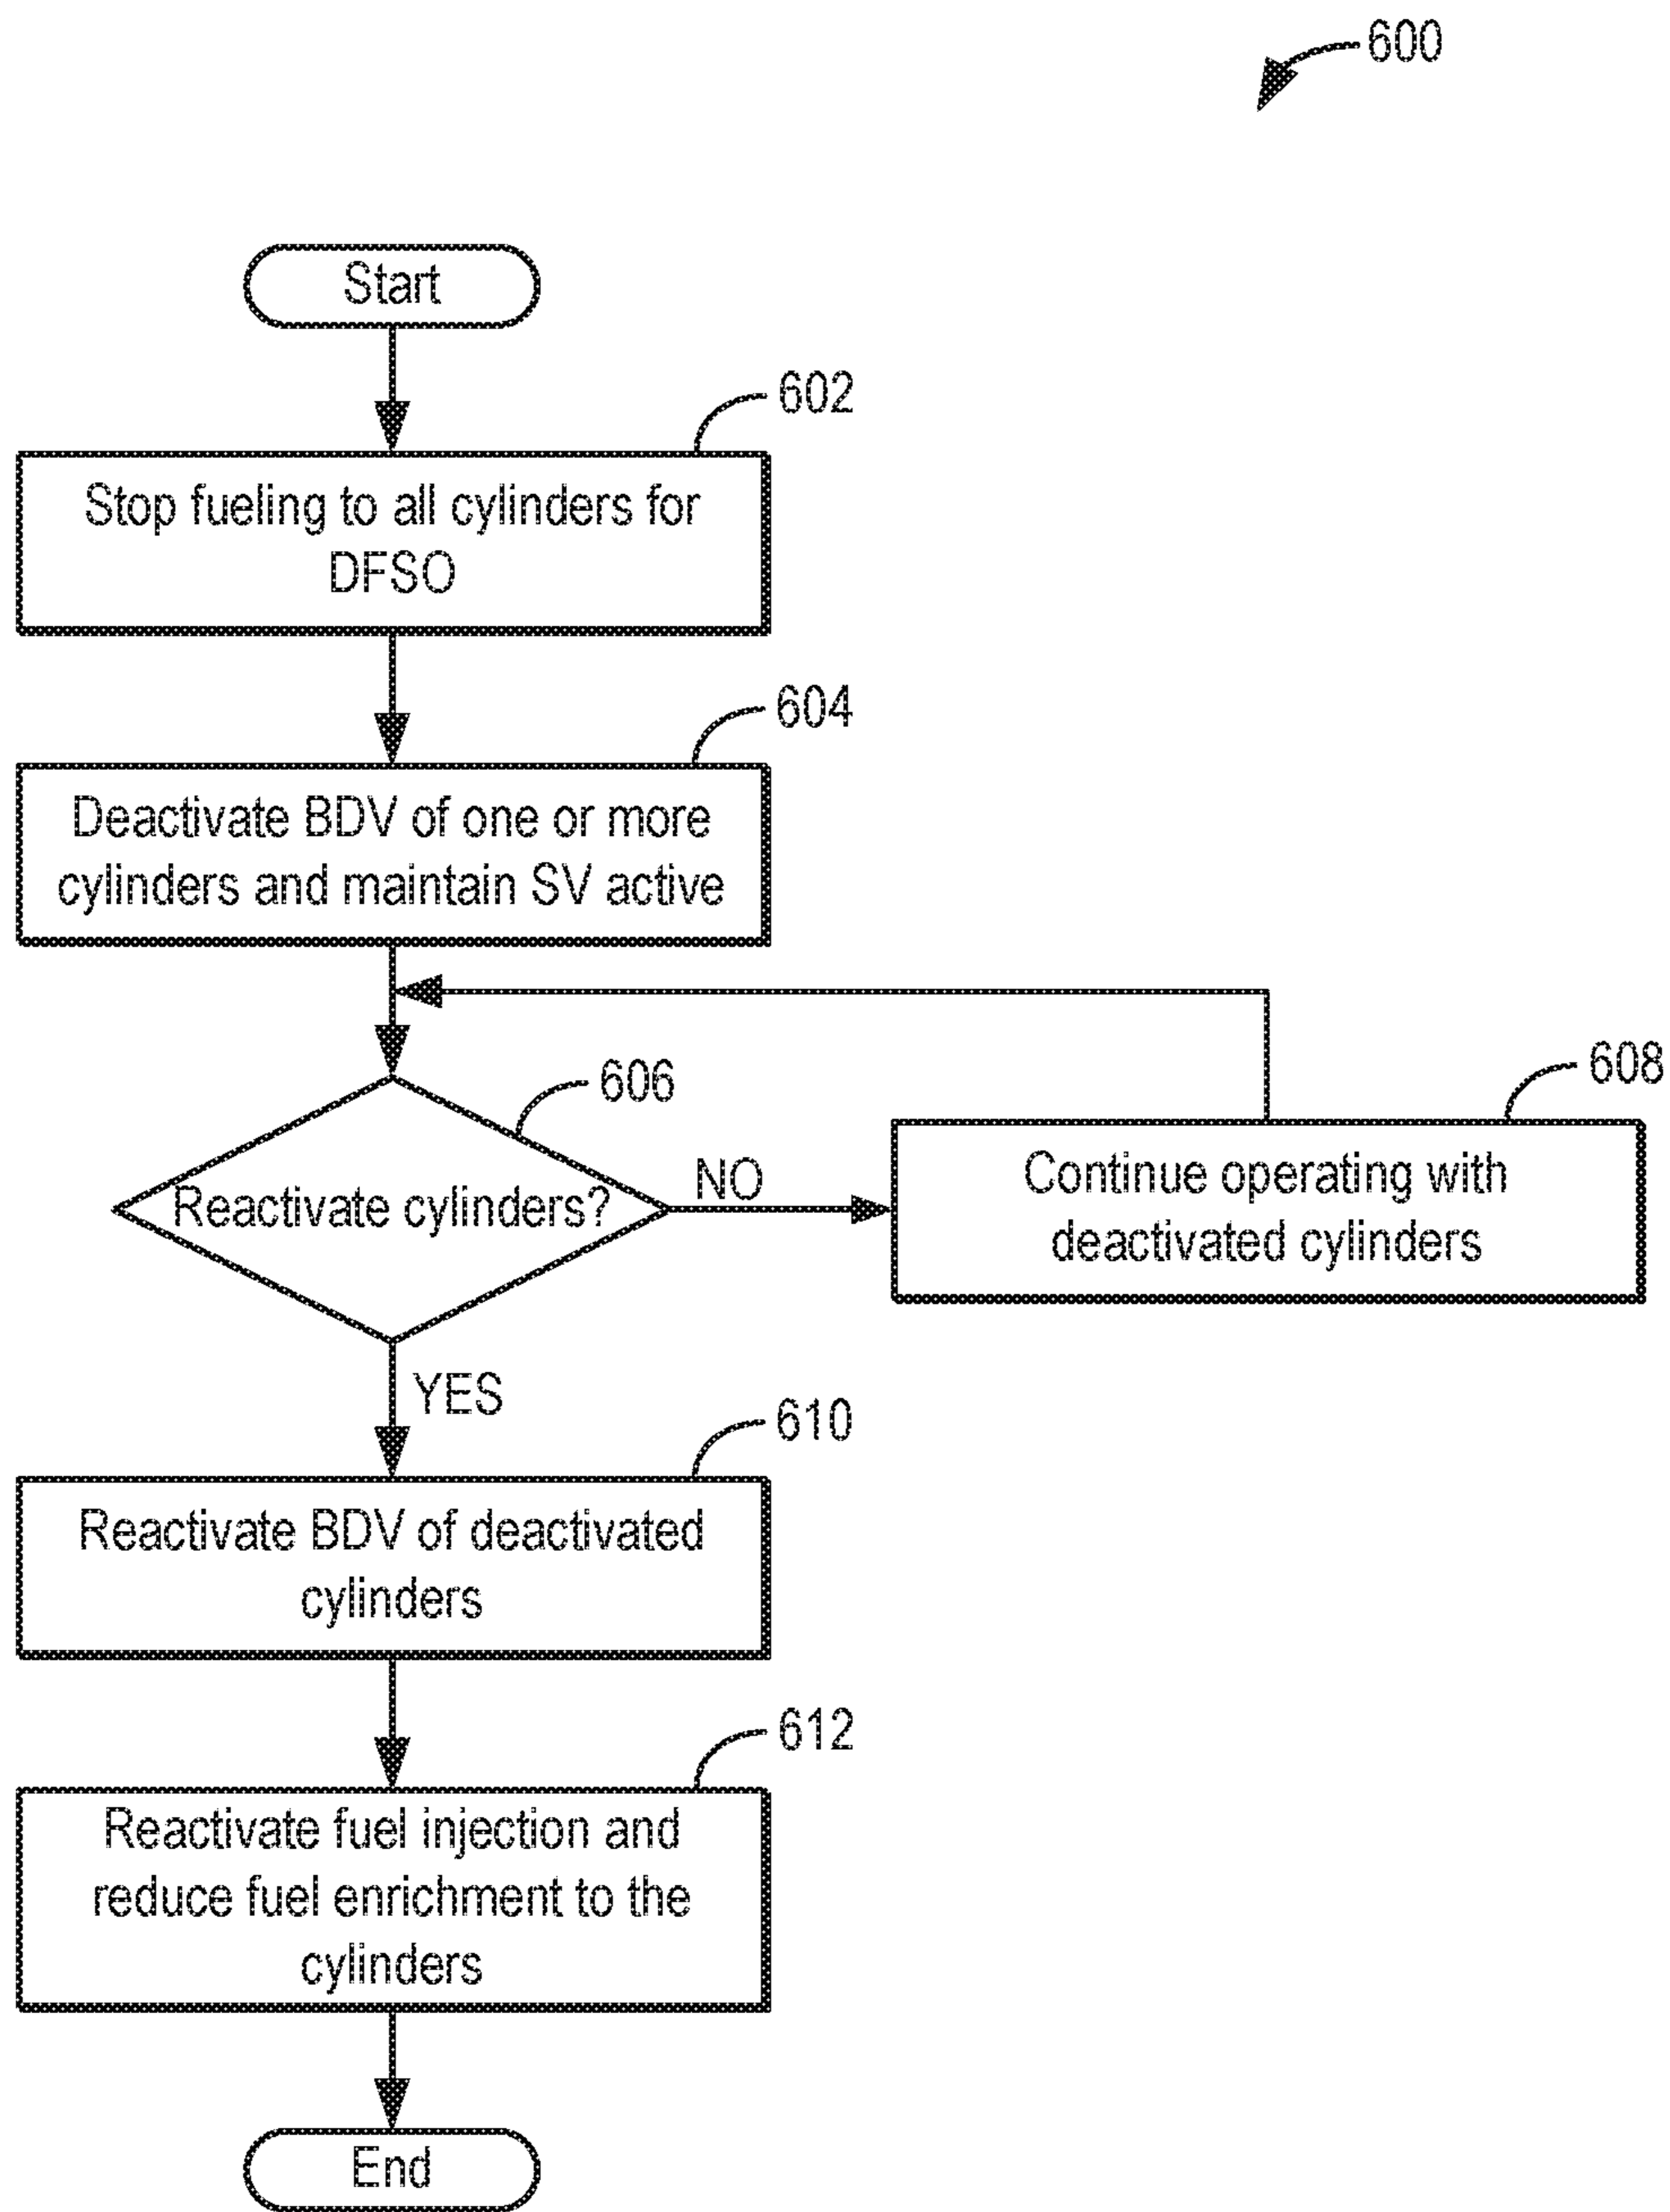 600
Start
602
Stop fueling to all cylinders for
DFSO
604
Deactivate BDV of one or more
cylinders and maintain SV active
606
Reactivate cylinders?
NO
608
Continue operating with
deactivated cylinders
YES
610
Reactivate BDV of deactivated
cylinders
612
Reactivate fuel injection and
reduce fuel enrichment to the
cylinders
End